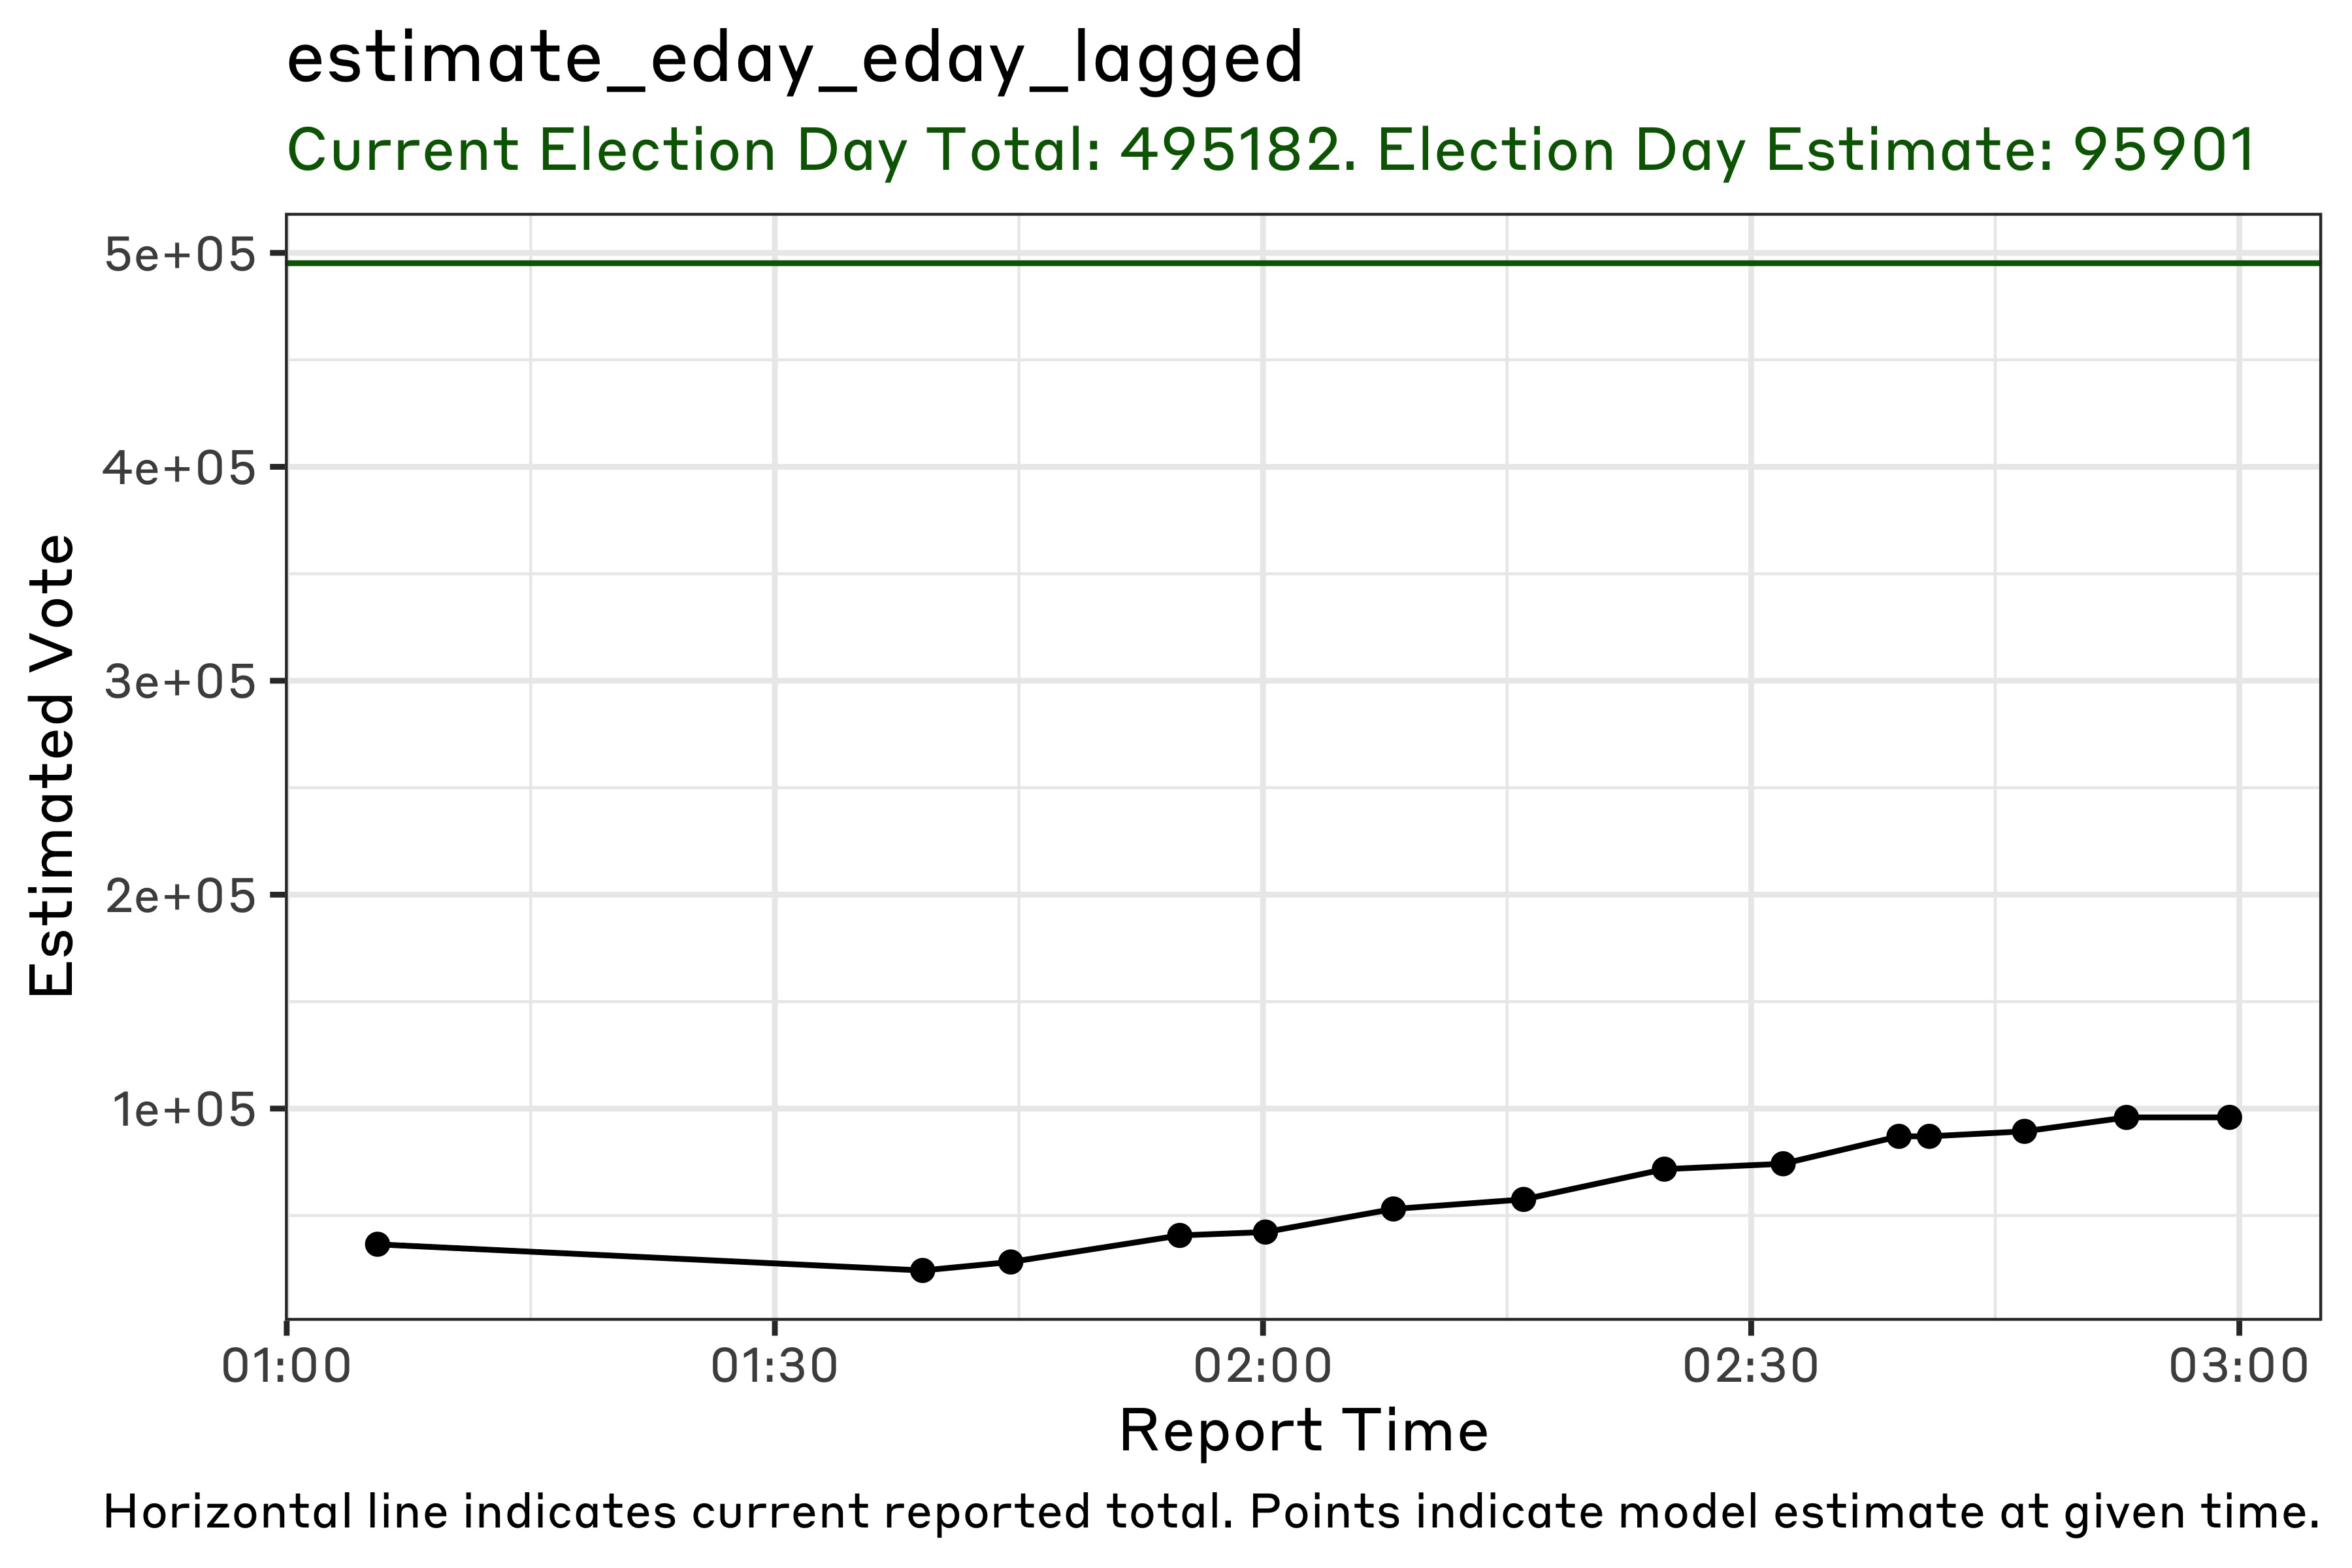 estimate_eday_eday_lagged
Current Election Day Total: 495182. Election Day Estimate: 95901
5e+05
4e+05
3e+05
2e+05
1e+05
Estimated Vote
01:00 01:30 02:00 02:30 03:00
Report Time
Horizontal line indicates current reported total. Points indicate model estimate at given time.